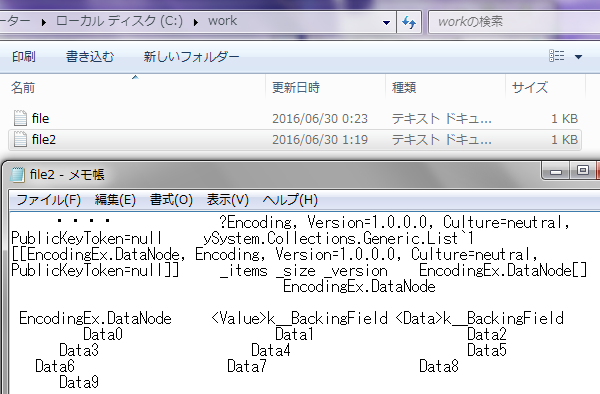 ーター ▸ ローカル ディスク (C:) ▸ work workの検索
印刷 書き込む 新しいフォルダー
名前 更新日時 種類 サイズ
file 2016/06/30 0:23 テキスト ドキュ... 1 KB
file2 2016/06/30 1:19 テキスト ドキュ... 1 KB
file2 - メモ帳
ファイル(F) 編集(E) 書式(O) 表示(V) ヘルプ(H)
・・・・ ?Encoding, Version=1.0.0.0, Culture=neutral,
PublicKeyToken=null ySystem.Collections.Generic.List`1
[[EncodingEx.DataNode, Encoding, Version=1.0.0.0, Culture=neutral,
PublicKeyToken=null]] _items _size _version EncodingEx.DataNode[]
EncodingEx.DataNode
EncodingEx.DataNode <Value>k__BackingField <Data>k__BackingField
Data0 Data1 Data2
Data3 Data4 Data5
Data6 Data7 Data8
Data9